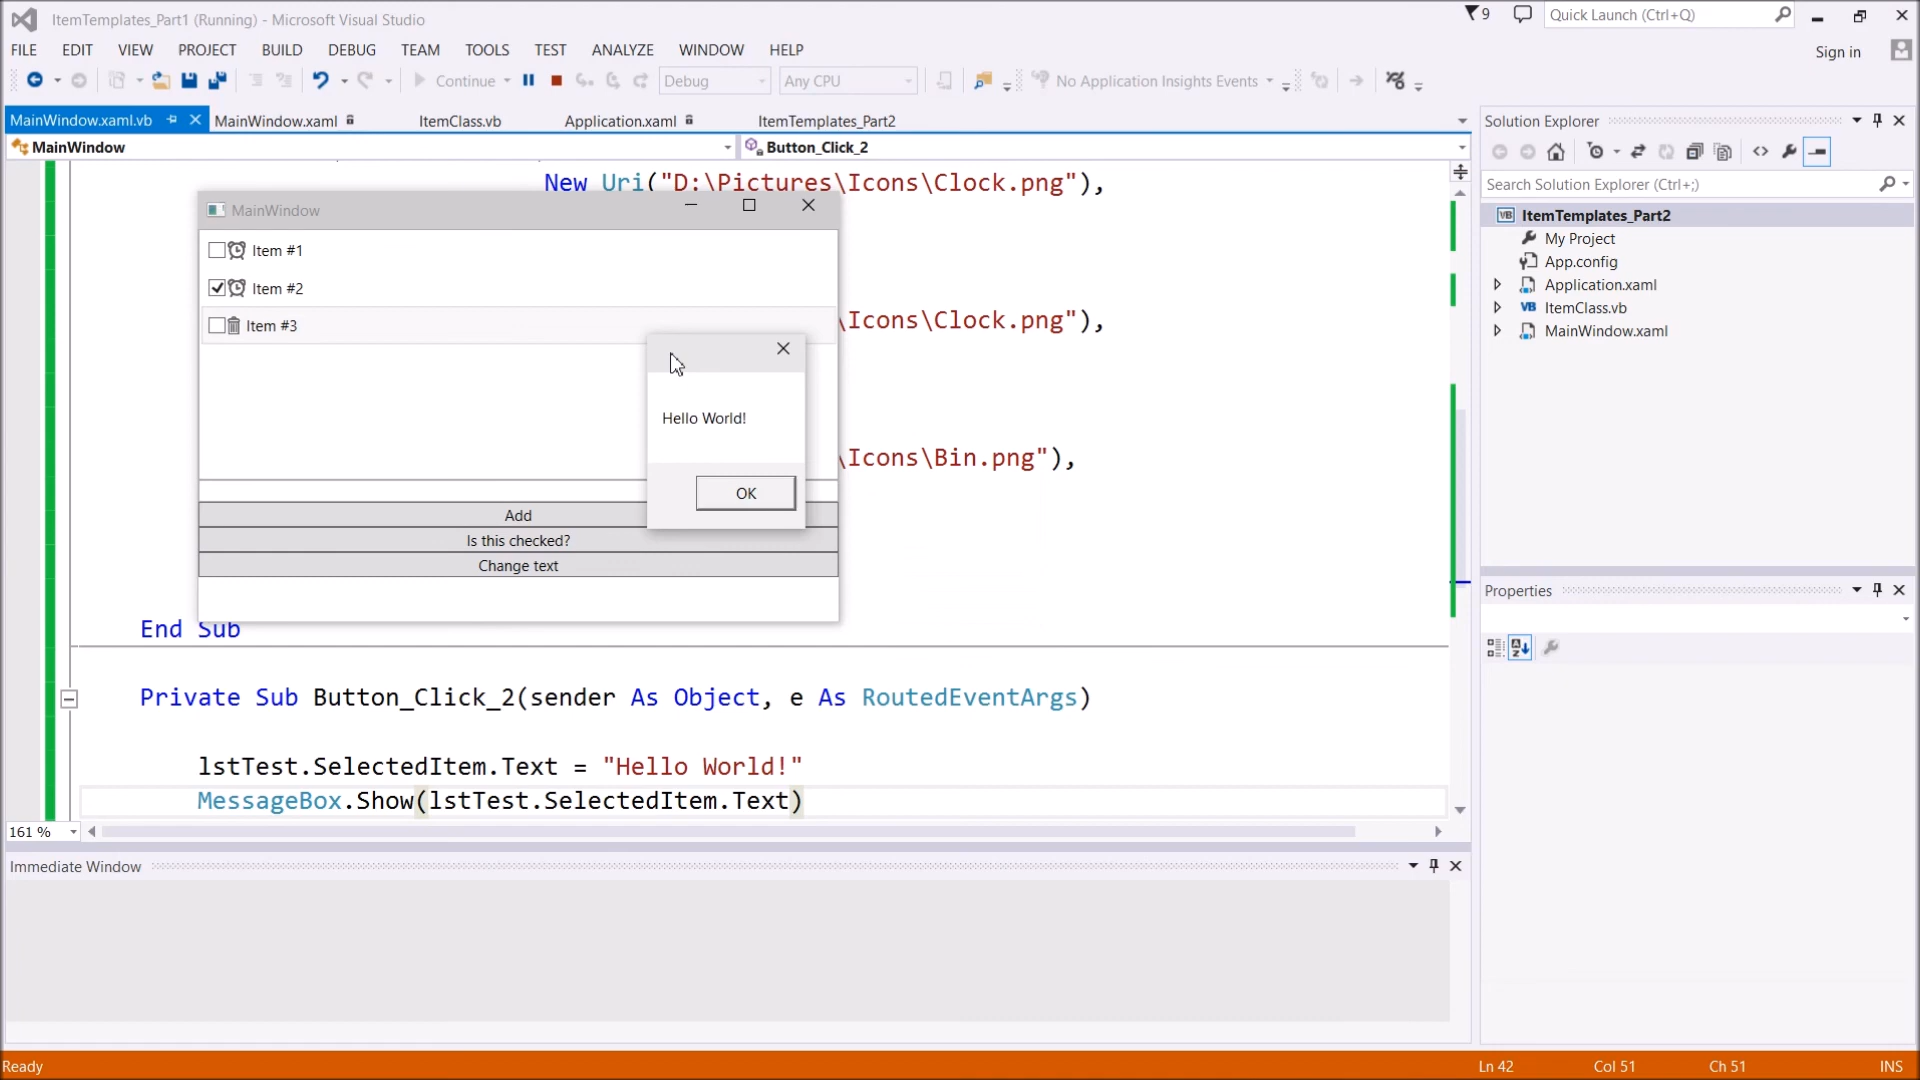 ItemTemplates_Part1 (Running) - Microsoft Visual Studio
9
Quick Launch (Ctrl+Q)
FILE EDIT VIEW PROJECT BUILD DEBUG TEAM TOOLS TEST ANALYZE WINDOW HELP
Sign in
Continue Debug Any CPU No Application Insights Events
MainWindow.xaml.vb MainWindow.xaml ItemClass.vb Application.xaml ItemTemplates_Part2
MainWindow Button_Click_2
New Uri("D:\Pictures\Icons\Clock.png"),
MainWindow
Item #1
Item #2
Item #3
\Icons\Clock.png"),
Hello World!
\Icons\Bin.png"),
OK
Add
Is this checked?
Change text
End Sub
Private Sub Button_Click_2(sender As Object, e As RoutedEventArgs)
lstTest.SelectedItem.Text = "Hello World!"
MessageBox.Show(lstTest.SelectedItem.Text)
161 %
Immediate Window
Solution Explorer
Search Solution Explorer (Ctrl+;)
VB ItemTemplates_Part2
My Project
App.config
Application.xaml
VB ItemClass.vb
MainWindow.xaml
Properties
Ready Ln 42 Col 51 Ch 51 INS